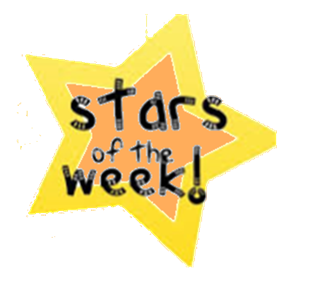 stars
of the
week!